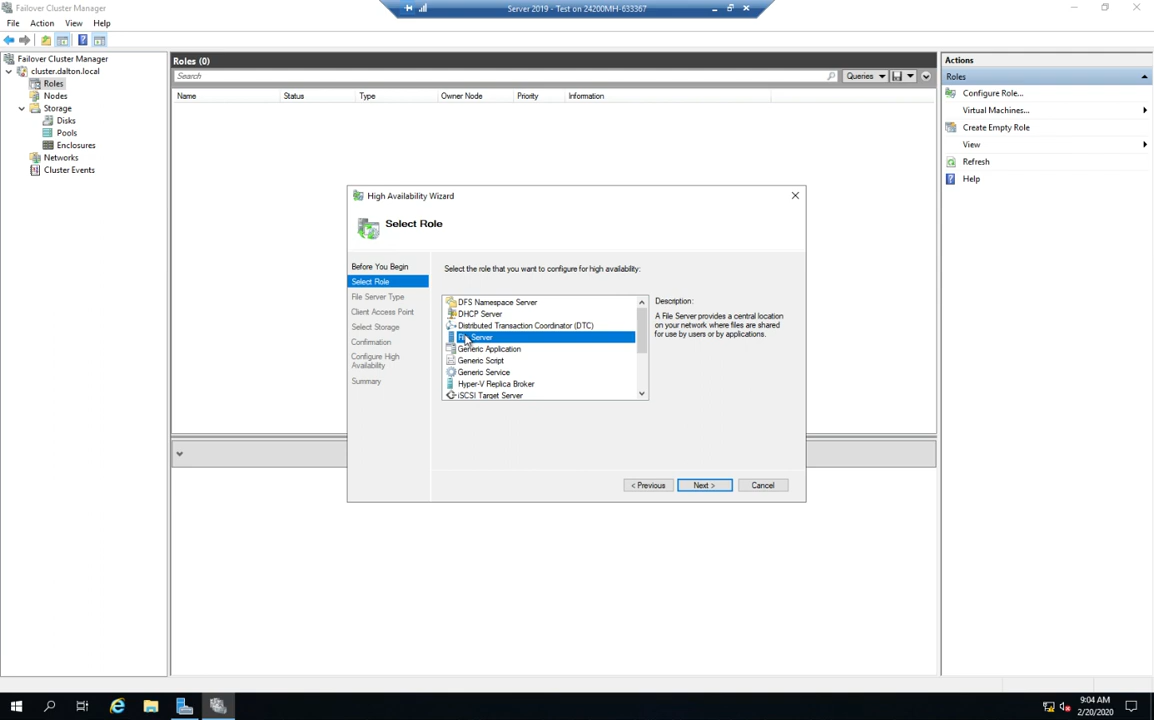 Failover Cluster Manager
Server 2019 - Test on 24200MH-633367
File Action View Help
Failover Cluster Manager
cluster.dalton.local
Roles
Nodes
Storage
Disks
Pools
Enclosures
Networks
Cluster Events
Roles (0)
Search
Queries
Name Status Type Owner Node Priority Information
Actions
Roles
Configure Role...
Virtual Machines...
Create Empty Role
View
Refresh
Help
High Availability Wizard
Select Role
Before You Begin
Select Role
File Server Type
Client Access Point
Select Storage
Confirmation
Configure High
Availability
Summary
Select the role that you want to configure for high availability:
DFS Namespace Server
DHCP Server
Distributed Transaction Coordinator (DTC)
File Server
Generic Application
Generic Script
Generic Service
Hyper-V Replica Broker
iSCSI Target Server
Description:
A File Server provides a central location
on your network where files are shared
for use by users or by applications.
< Previous Next > Cancel
9:04 AM
2/20/2020